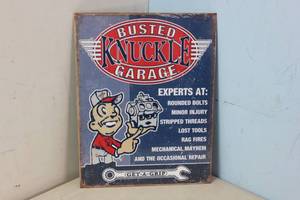 BUSTED
KNUCKLE
GARAGE
EXPERTS AT:
ROUNDED BOLTS
MINOR INJURY
STRIPPED THREADS
LOST TOOLS
RAG FIRES
MECHANICAL MAYHEM
AND THE OCCASIONAL REPAIR
GET-A-GRIP